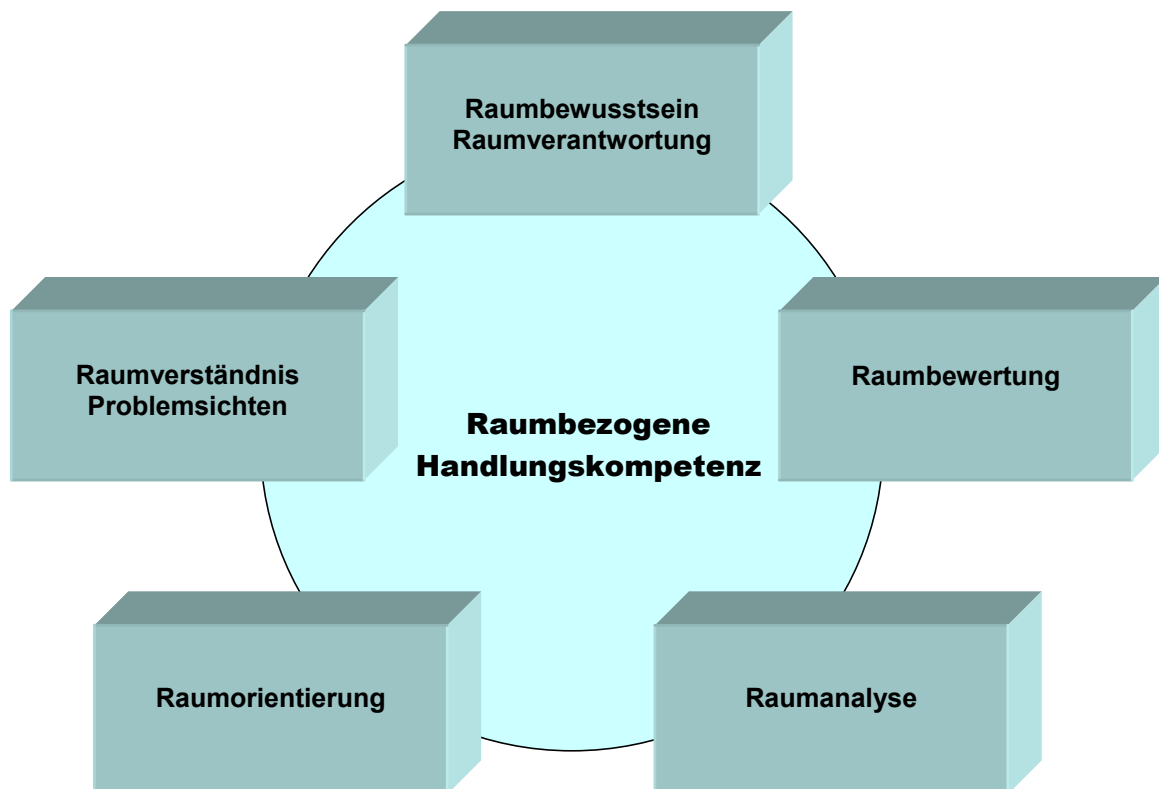 Raumbewusstsein
Raumverantwortung
Raumverständnis
Problemsichten
Raumbewertung
Raumbezogene
Handlungskompetenz
Raumorientierung
Raumanalyse